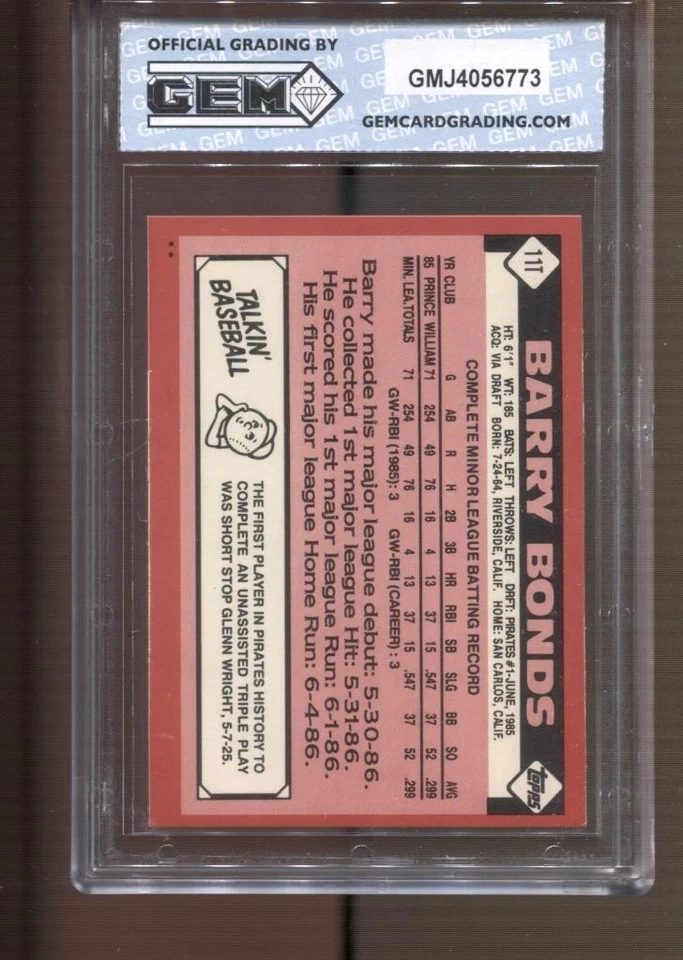 OFFICIAL GRADING BY
GEM
GMJ4056773
GEMCARDGRADING.COM
11T
BARRY BONDS
topps
HT: 6'1" WT: 185 BATS: LEFT THROWS: LEFT DRFT: PIRATES #1-JUNE, 1985
ACQ: VIA DRAFT BORN: 7-24-64, RIVERSIDE, CALIF. HOME: SAN CARLOS, CALIF.
COMPLETE MINOR LEAGUE BATTING RECORD
YR CLUB G AB R H 2B 3B HR RBI SB SLG BB SO AVG
85 PRINCE WILLIAM 71 254 49 76 16 4 13 37 15 .547 37 52 .299
MIN. LEA. TOTALS 71 254 49 76 16 4 13 37 15 .547 37 52 .299
GW-RBI (1985): 3 GW-RBI (CAREER): 3
Barry made his major league debut: 5-30-86.
He collected 1st major league Hit: 5-31-86.
He scored his 1st major league Run: 6-1-86.
His first major league Home Run: 6-4-86.
TALKIN'
BASEBALL
THE FIRST PLAYER IN PIRATES HISTORY TO
COMPLETE AN UNASSISTED TRIPLE PLAY
WAS SHORT STOP GLENN WRIGHT, 5-7-25.